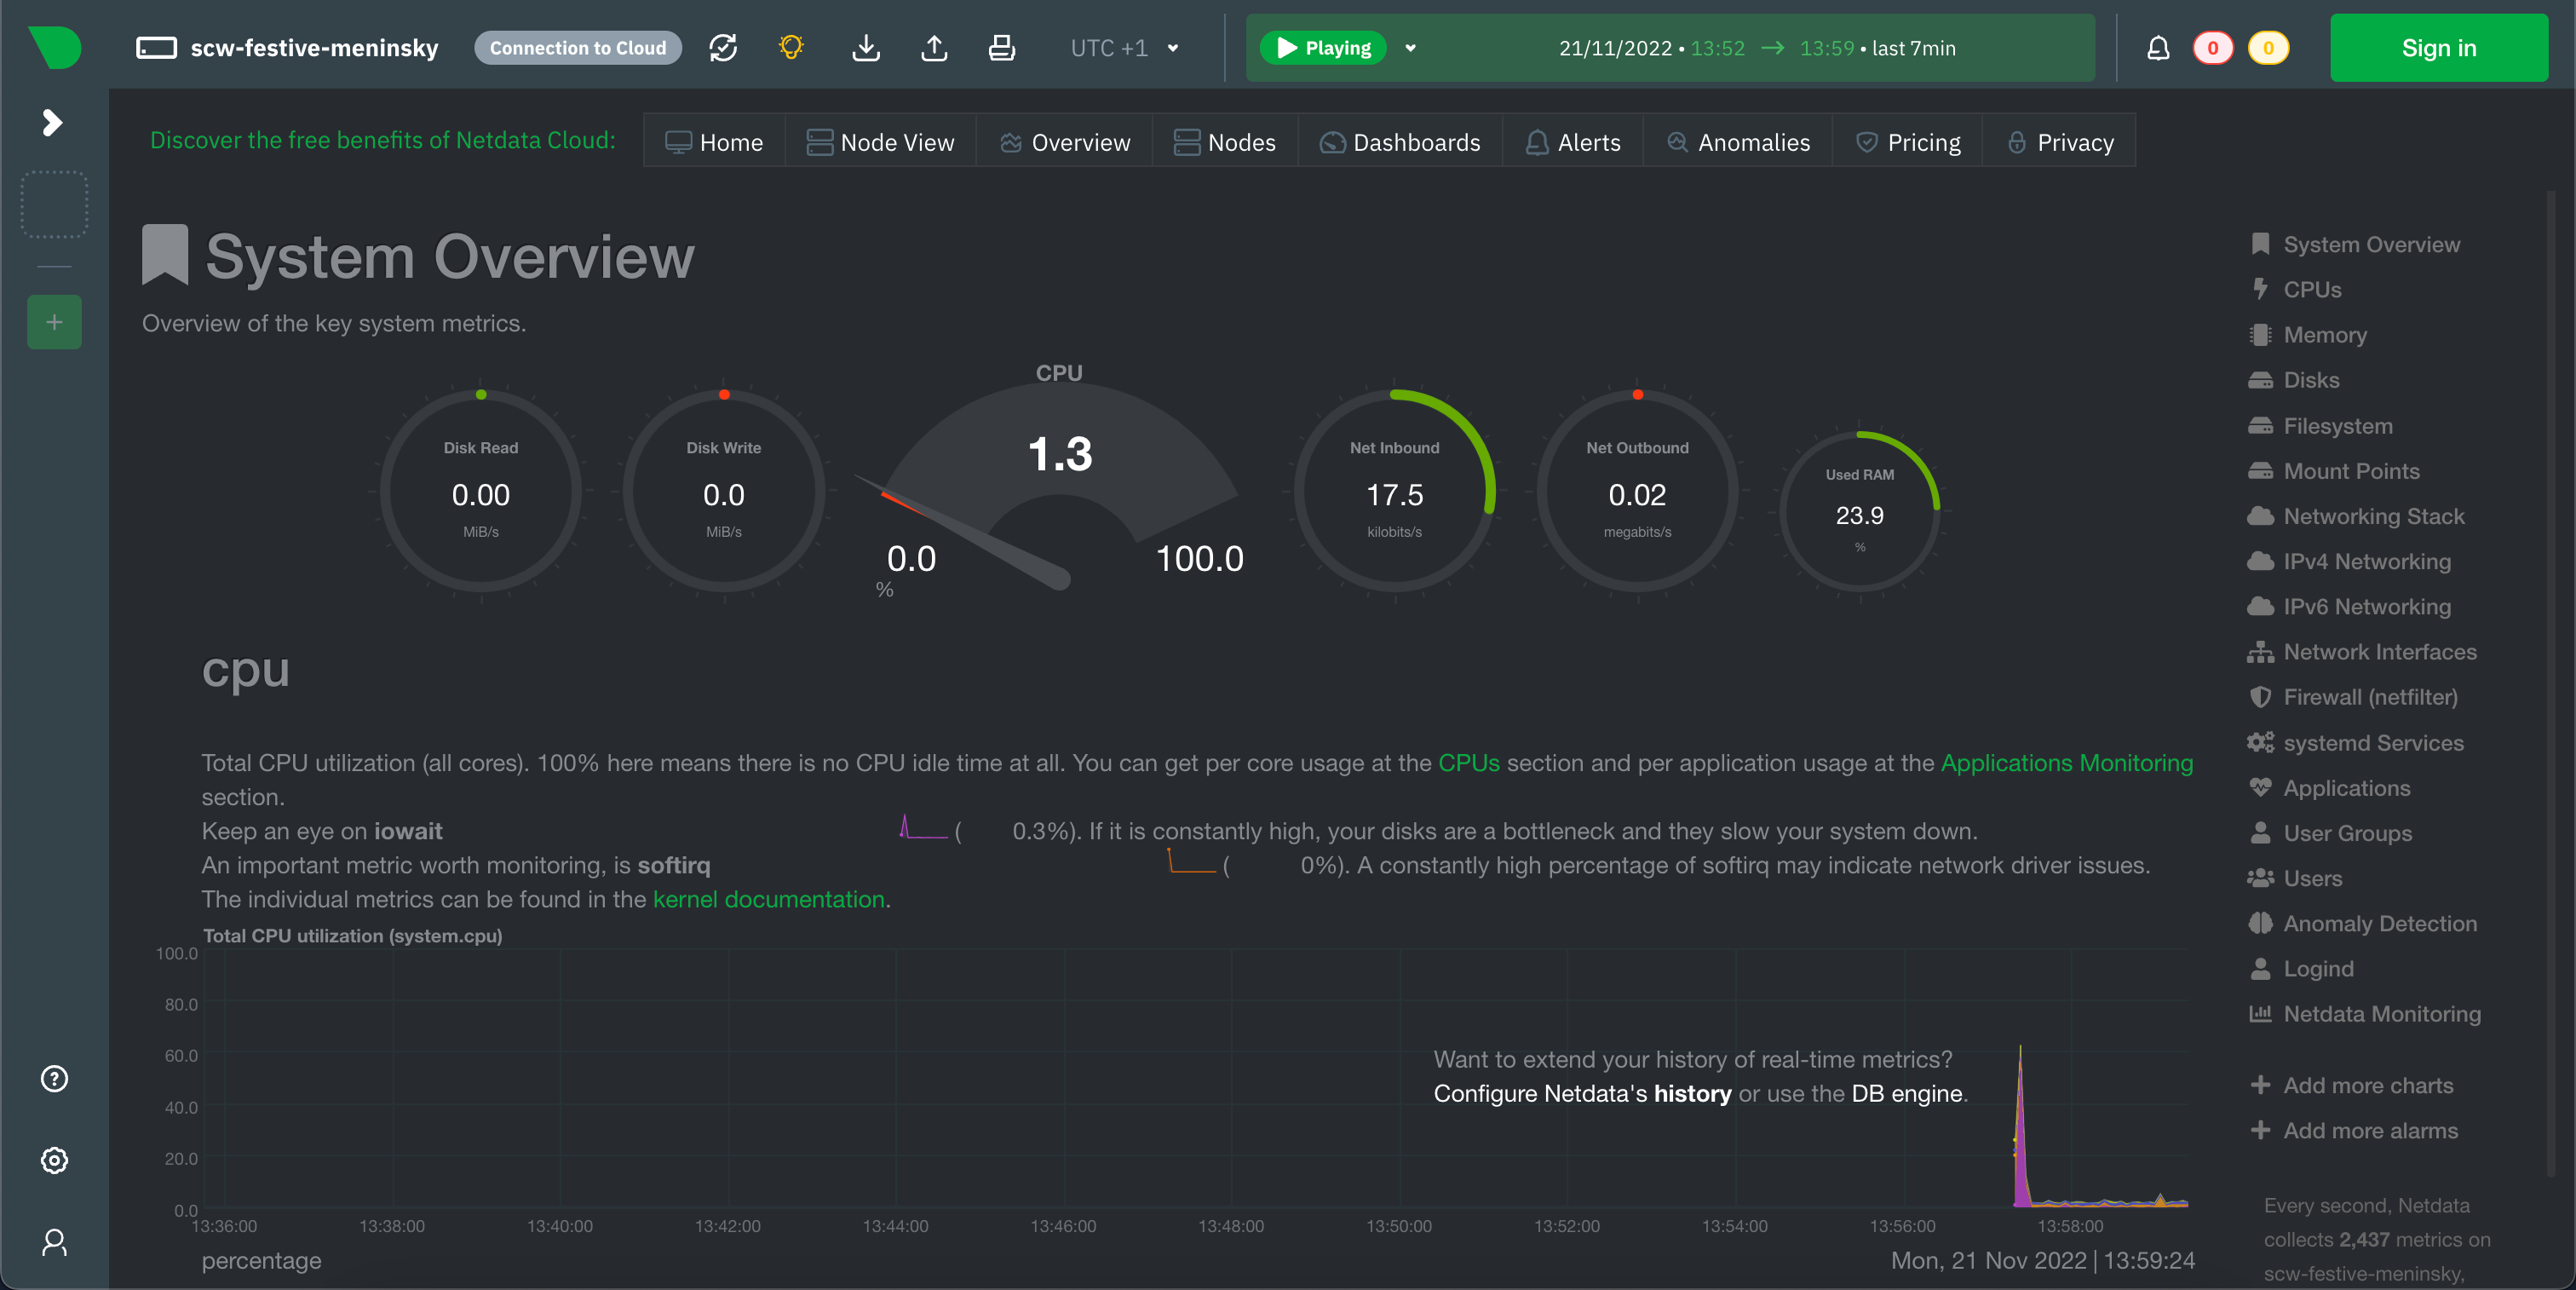 scw-festive-meninsky Connection to Cloud UTC +1 Playing 21/11/2022 • 13:52 → 13:59 • last 7min 0 0 Sign in
Discover the free benefits of Netdata Cloud: Home Node View Overview Nodes Dashboards Alerts Anomalies Pricing Privacy
System Overview
Overview of the key system metrics.
Disk Read
0.00
MiB/s
Disk Write
0.0
MiB/s
CPU
1.3
0.0 100.0
%
Net Inbound
17.5
kilobits/s
Net Outbound
0.02
megabits/s
Used RAM
23.9
%
cpu
Total CPU utilization (all cores). 100% here means there is no CPU idle time at all. You can get per core usage at the CPUs section and per application usage at the Applications Monitoring
section.
Keep an eye on iowait ( 0.3%). If it is constantly high, your disks are a bottleneck and they slow your system down.
An important metric worth monitoring, is softirq ( 0%). A constantly high percentage of softirq may indicate network driver issues.
The individual metrics can be found in the kernel documentation.
Total CPU utilization (system.cpu)
100.0
80.0
60.0
40.0
20.0
0.0
Want to extend your history of real-time metrics?
Configure Netdata's history or use the DB engine.
13:36:00 13:38:00 13:40:00 13:42:00 13:44:00 13:46:00 13:48:00 13:50:00 13:52:00 13:54:00 13:56:00 13:58:00
percentage Mon, 21 Nov 2022 | 13:59:24
System Overview
CPUs
Memory
Disks
Filesystem
Mount Points
Networking Stack
IPv4 Networking
IPv6 Networking
Network Interfaces
Firewall (netfilter)
systemd Services
Applications
User Groups
Users
Anomaly Detection
Logind
Netdata Monitoring
+ Add more charts
+ Add more alarms
Every second, Netdata
collects 2,437 metrics on
scw-festive-meninsky,